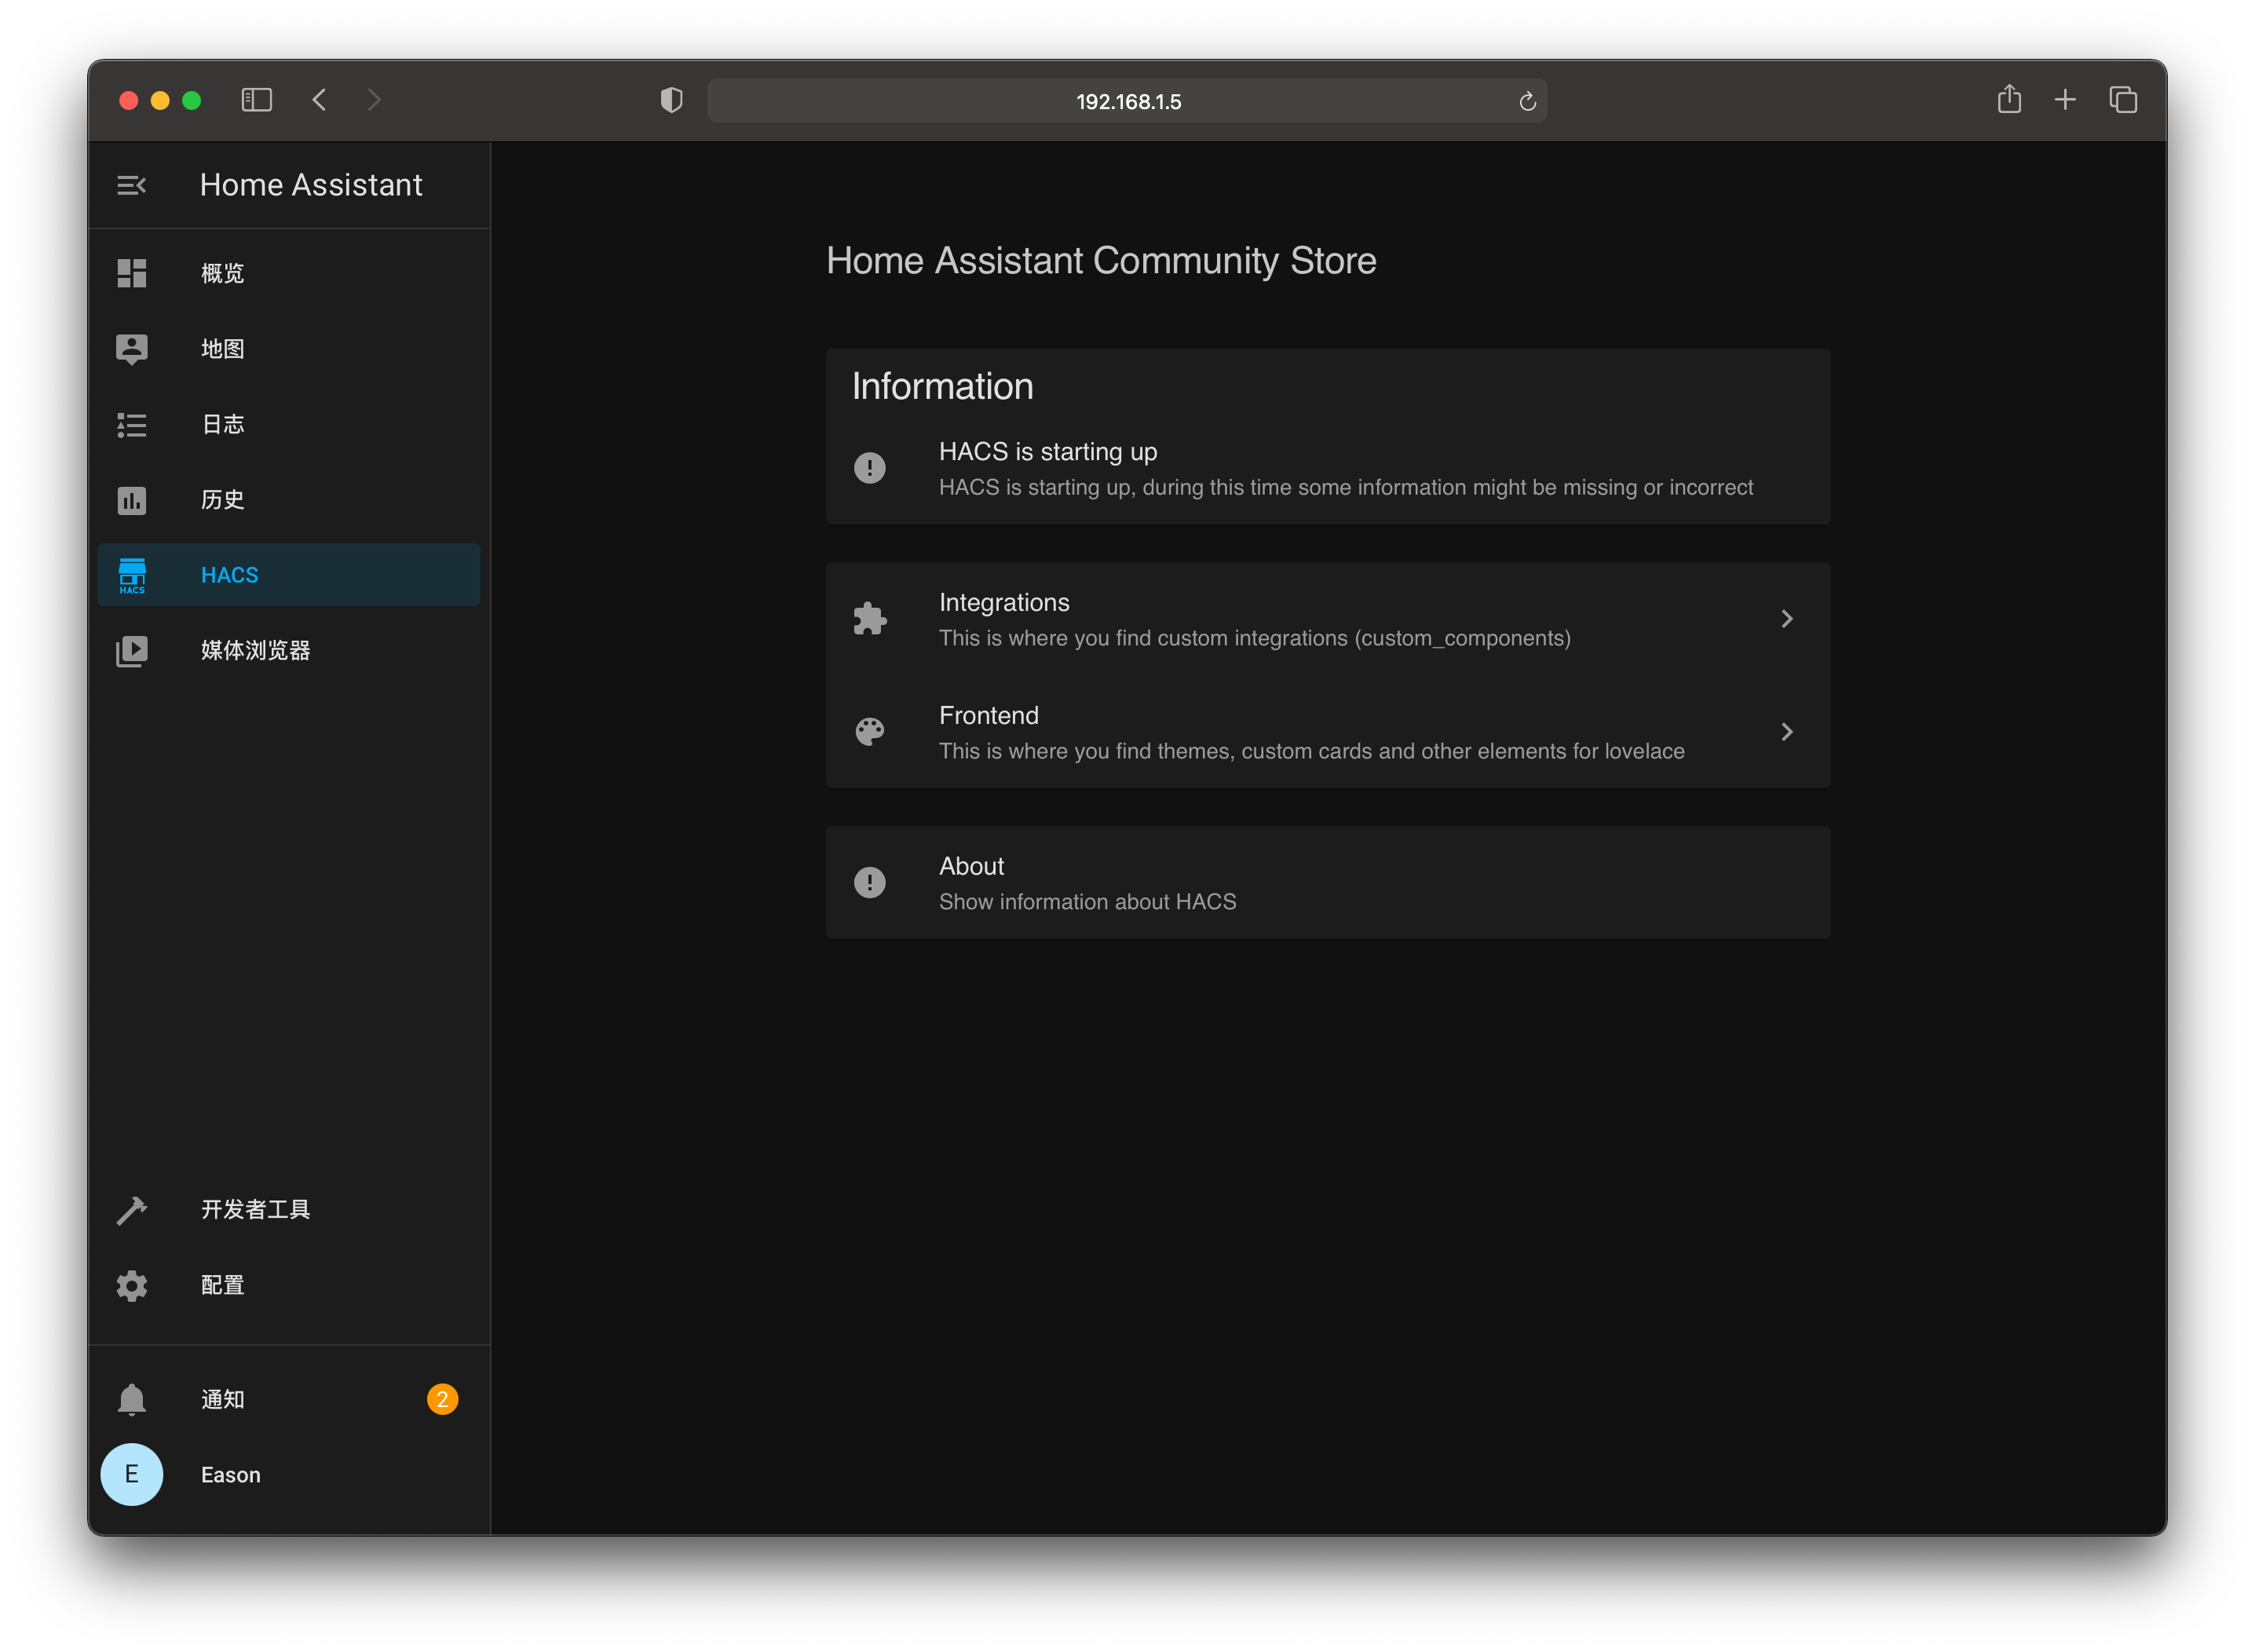 192.168.1.5
Home Assistant
概览
地图
日志
历史
HACS
HACS
媒体浏览器
开发者工具
配置
通知
2
E
Eason
Home Assistant Community Store
Information
HACS is starting up
HACS is starting up, during this time some information might be missing or incorrect
Integrations
This is where you find custom integrations (custom_components)
Frontend
This is where you find themes, custom cards and other elements for lovelace
About
Show information about HACS